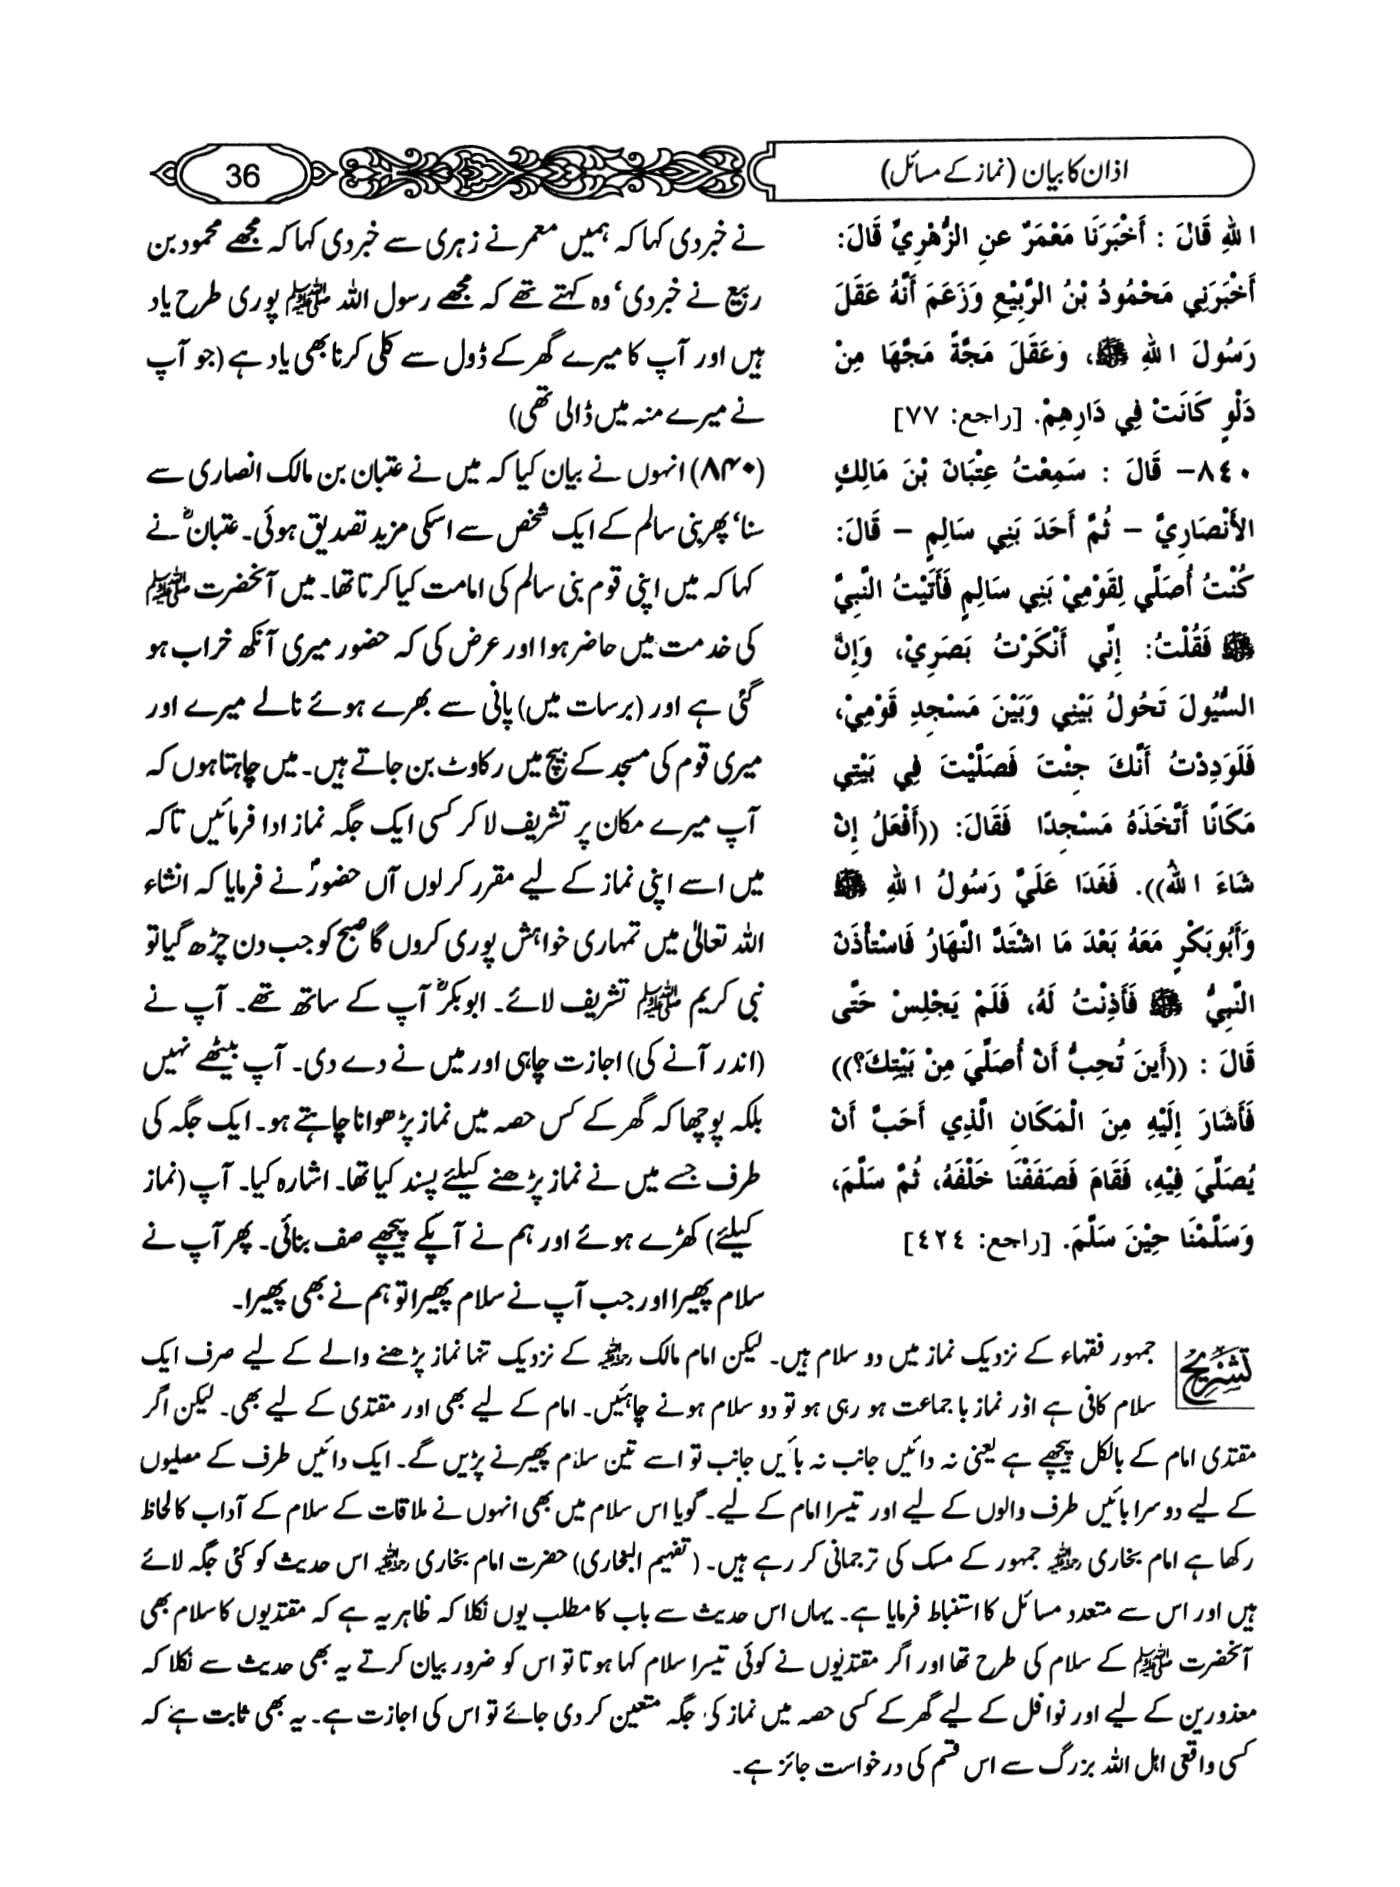 اذان کا بیان (نماز کے مسائل)
36
اللهِ قَالَ : أَخْبَرَنَا مَعْمَرٌ عَنِ الزُّهْرِيِّ قَالَ:
أَخْبَرَنِي مَحْمُودُ بْنُ الرَّبِيْعِ وَزَعَمَ أَنَّهُ عَقَلَ
رَسُولَ اللهِ ﷺ، وَعَقَلَ مَجَّةً مَجَّهَا مِنْ
دَلْوٍ كَانَتْ فِي دَارِهِمْ. [راجع: ٧٧]
٨٤٠- قَالَ : سَمِعْتُ عِتْبَانَ بْنَ مَالِكٍ
الأَنْصَارِيَّ – ثُمَّ أَحَدَ بَنِي سَالِمٍ – قَالَ:
كُنْتُ أُصَلِّي لِقَوْمِيْ بَنِي سَالِمٍ فَأَتَيْتُ النَّبِيَّ
ﷺ فَقُلْتُ: إِنِّي أَنْكَرْتُ بَصَرِيْ، وَإِنَّ
السُّيُولَ تَحُولُ بَيْنِي وَبَيْنَ مَسْجِدِ قَوْمِيْ،
فَلَوَدِدْتُ أَنَّكَ جِئْتَ فَصَلَّيْتَ فِي بَيْتِي
مَكَانًا أَتَّخَذَهُ مَسْجِدًا فَقَالَ: ((أَفْعَلُ إِنْ
شَاءَ اللهُ)). فَغَدَا عَلَيَّ رَسُولُ اللهِ ﷺ
وَأَبُوبَكْرٍ مَعَهُ بَعْدَ مَا اشْتَدَّ النَّهَارُ فَاسْتَأْذَنَ
النَّبِيُّ ﷺ فَأَذِنْتُ لَهُ، فَلَمْ يَجْلِسْ حَتَّى
قَالَ : ((أَينَ تُحِبُّ أَنْ أُصَلِّيَ مِنْ بَيْتِكَ؟))
فَأَشَارَ إِلَيْهِ مِنَ الْمَكَانِ الَّذِي أَحَبَّ أَنْ
يُصَلِّيَ فِيْهِ، فَقَامَ فَصَفَفْنَا خَلْفَهُ، ثُمَّ سَلَّمَ،
وَسَلَّمْنَا حِيْنَ سَلَّمَ. [راجع: ٤٢٤]
نے خبر دی کہا کہ ہمیں معمر نے زہری سے خبر دی کہا کہ مجھے محمود بن
ربیع نے خبر دی‘ وہ کہتے تھے کہ مجھے رسول اللہ ﷺ پوری طرح یاد
ہیں اور آپ کا میرے گھر کے ڈول سے کلی کرنا بھی یاد ہے (جو آپ
نے میرے منہ میں ڈالی تھی)
(۸۴۰) انہوں نے بیان کیا کہ میں نے عتبان بن مالک انصاری سے
سنا‘ پھر بنی سالم کے ایک شخص سے اسکی مزید تصدیق ہوئی۔ عتبانؓ نے
کہا کہ میں اپنی قوم بنی سالم کی امامت کیا کرتا تھا۔ میں آنحضرت ﷺ
کی خدمت میں حاضر ہوا اور عرض کی کہ حضور میری آنکھ خراب ہو
گئی ہے اور (برسات میں) پانی سے بھرے ہوئے نالے میرے اور
میری قوم کی مسجد کے بیچ میں رکاوٹ بن جاتے ہیں۔ میں چاہتا ہوں کہ
آپ میرے مکان پر تشریف لا کر کسی ایک جگہ نماز ادا فرمائیں تاکہ
میں اسے اپنی نماز کے لیے مقرر کر لوں آں حضورؐ نے فرمایا کہ انشاء
اللہ تعالیٰ میں تمہاری خواہش پوری کروں گا صبح کو جب دن چڑھ گیا تو
نبی کریم ﷺ تشریف لائے۔ ابو بکرؓ آپ کے ساتھ تھے۔ آپ نے
(اندر آنے کی) اجازت چاہی اور میں نے دے دی۔ آپ بیٹھے نہیں
بلکہ پوچھا کہ گھر کے کس حصہ میں نماز پڑھوانا چاہتے ہو۔ ایک جگہ کی
طرف جسے میں نے نماز پڑھنے کیلئے پسند کیا تھا۔ اشارہ کیا۔ آپ (نماز
کیلئے) کھڑے ہوئے اور ہم نے آپکے پیچھے صف بنائی۔ پھر آپ نے
سلام پھیرا اور جب آپ نے سلام پھیرا تو ہم نے بھی پھیرا۔
تشریح جمہور فقہاء کے نزدیک نماز میں دو سلام ہیں۔ لیکن امام مالک رحمہ اللہ کے نزدیک تنہا نماز پڑھنے والے کے لیے صرف ایک
سلام کافی ہے اور نماز با جماعت ہو رہی ہو تو دو سلام ہونے چاہئیں۔ امام کے لیے بھی اور مقتدی کے لیے بھی۔ لیکن اگر
مقتدی امام کے بالکل پیچھے ہے یعنی نہ دائیں جانب نہ بائیں جانب تو اسے تین سلام پھیرنے پڑیں گے۔ ایک دائیں طرف کے مصلیوں
کے لیے دوسرا بائیں طرف والوں کے لیے اور تیسرا امام کے لیے۔ گویا اس سلام میں بھی انہوں نے ملاقات کے سلام کے آداب کا لحاظ
رکھا ہے امام بخاری رحمہ اللہ جمہور کے مسلک کی ترجمانی کر رہے ہیں۔ (تفہیم البخاری) حضرت امام بخاری رحمہ اللہ اس حدیث کو کئی جگہ لائے
ہیں اور اس سے متعدد مسائل کا استنباط فرمایا ہے۔ یہاں اس حدیث سے باب کا مطلب یوں نکلا کہ ظاہر یہ ہے کہ مقتدیوں کا سلام بھی
آنحضرت ﷺ کے سلام کی طرح تھا اور اگر مقتدیوں نے کوئی تیسرا سلام کہا ہوتا تو اس کو ضرور بیان کرتے یہ بھی حدیث سے نکلا کہ
معذورین کے لیے اور نوافل کے لیے گھر کے کسی حصہ میں نماز کی جگہ متعین کر دی جائے تو اس کی اجازت ہے۔ یہ بھی ثابت ہے کہ
کسی واقعی اہل اللہ بزرگ سے اس قسم کی درخواست جائز ہے۔